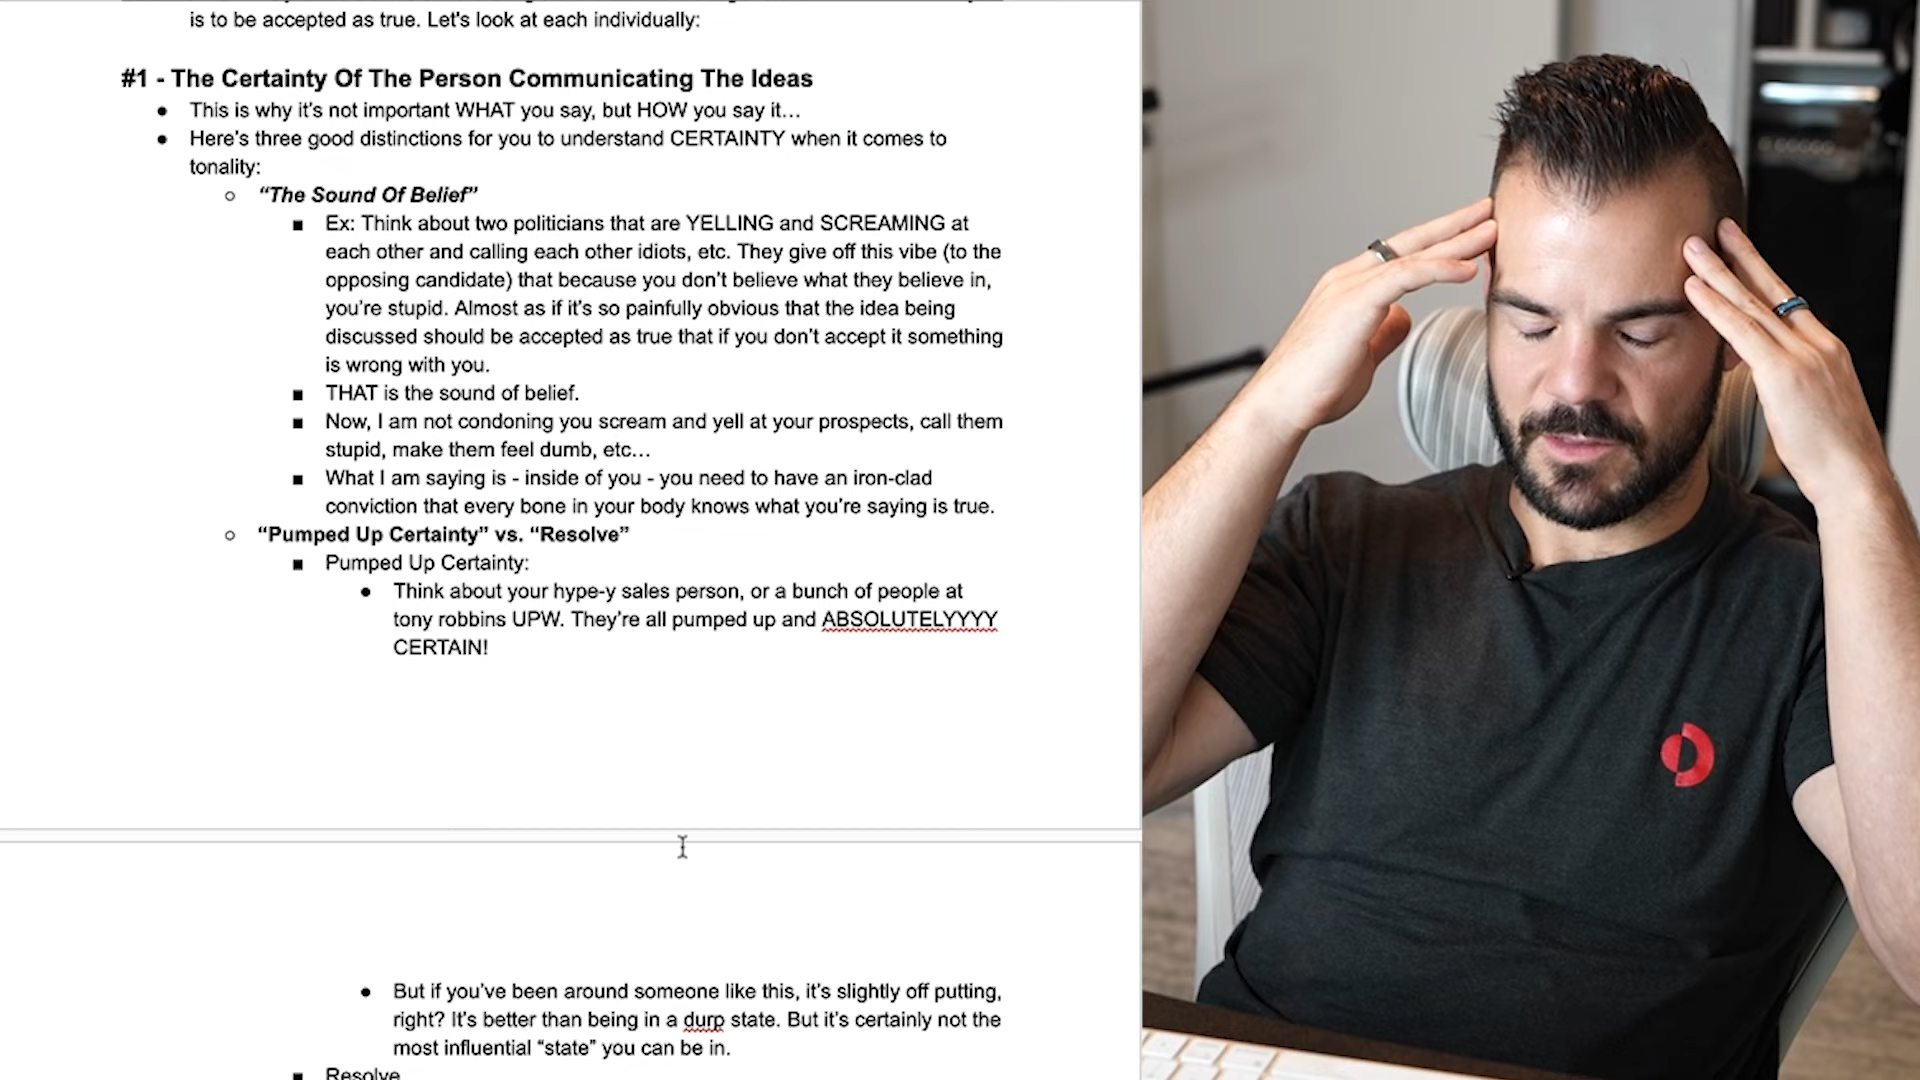 is to be accepted as true. Let's look at each individually:
#1 - The Certainty Of The Person Communicating The Ideas
● This is why it's not important WHAT you say, but HOW you say it...
● Here's three good distinctions for you to understand CERTAINTY when it comes to
tonality:
○ “The Sound Of Belief”
■ Ex: Think about two politicians that are YELLING and SCREAMING at
each other and calling each other idiots, etc. They give off this vibe (to the
opposing candidate) that because you don’t believe what they believe in,
you’re stupid. Almost as if it’s so painfully obvious that the idea being
discussed should be accepted as true that if you don’t accept it something
is wrong with you.
■ THAT is the sound of belief.
■ Now, I am not condoning you scream and yell at your prospects, call them
stupid, make them feel dumb, etc...
■ What I am saying is - inside of you - you need to have an iron-clad
conviction that every bone in your body knows what you’re saying is true.
○ “Pumped Up Certainty” vs. “Resolve”
■ Pumped Up Certainty:
● Think about your hype-y sales person, or a bunch of people at
tony robbins UPW. They’re all pumped up and ABSOLUTELYYYY
CERTAIN!
● But if you’ve been around someone like this, it’s slightly off putting,
right? It’s better than being in a durp state. But it’s certainly not the
most influential “state” you can be in.
■ Resolve